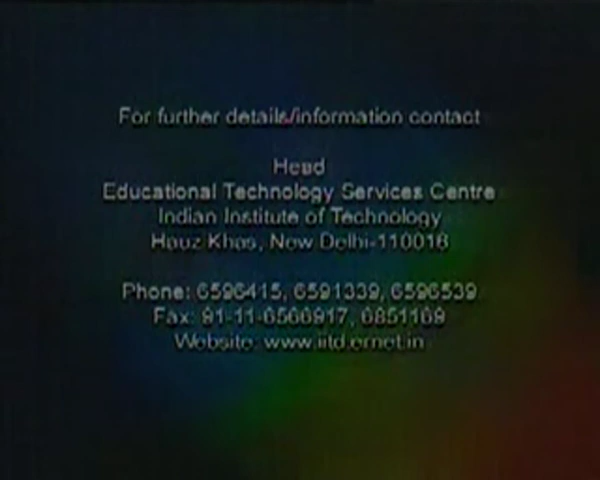 For further details/information contact
Head
Educational Technology Services Centre
Indian Institute of Technology
Hauz Khas, New Delhi-110016
Phone: 6596415, 6591339, 6596539
Fax: 91-11-6566917, 6851169
Website: www.iitd.ernet.in